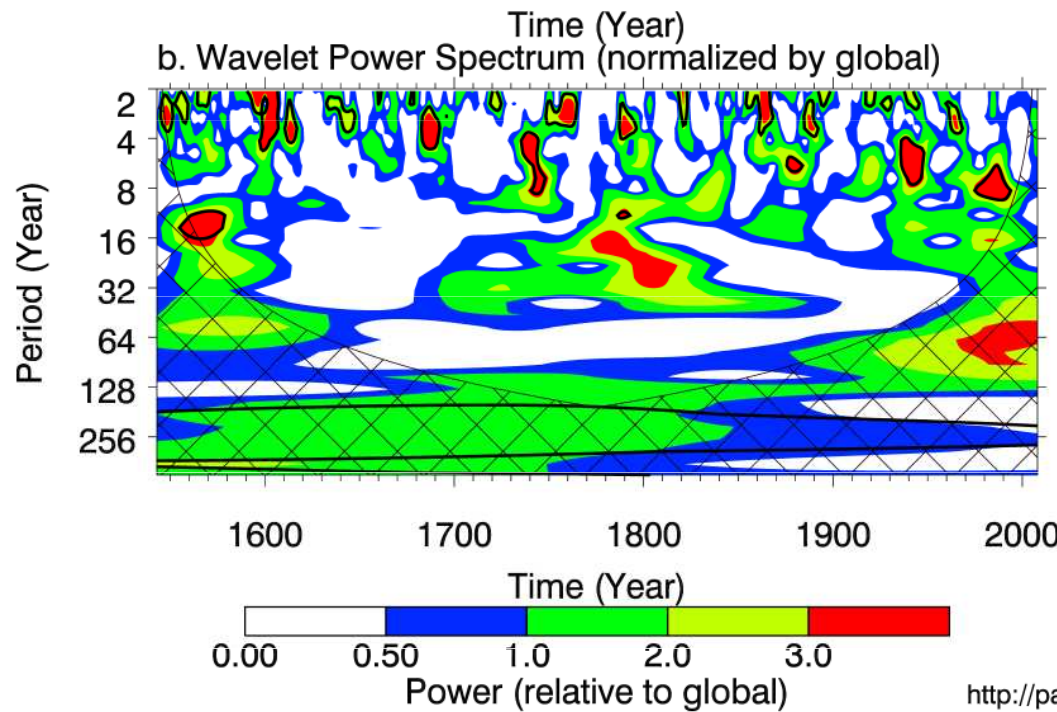 Time (Year)
b. Wavelet Power Spectrum (normalized by global)
Period (Year)
2
4
8
16
32
64
128
256
1600 1700 1800 1900 2000
Time (Year)
0.00 0.50 1.0 2.0 3.0
Power (relative to global)
http://pa